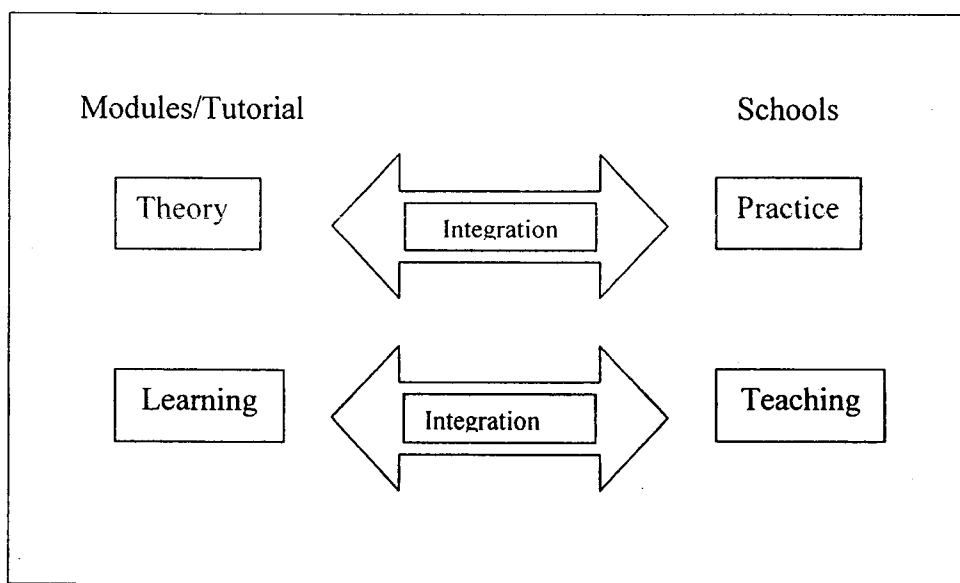 Modules/Tutorial Schools
Theory Integration Practice
Learning Integration Teaching